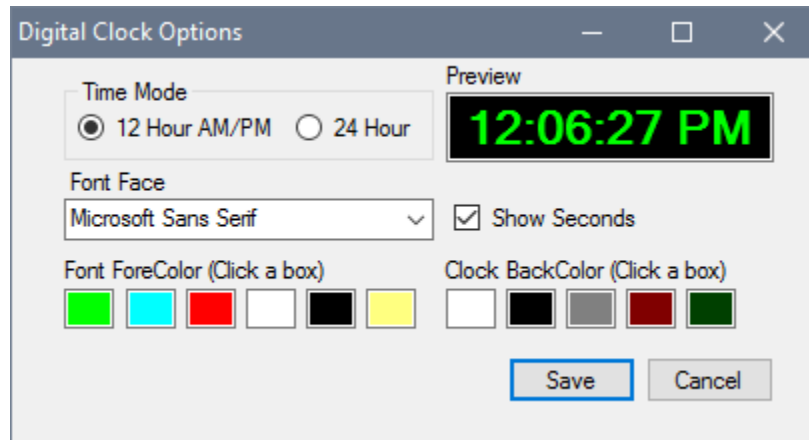 Digital Clock Options
Preview
Time Mode
12 Hour AM/PM 24 Hour
12:06:27 PM
Font Face
Microsoft Sans Serif
Show Seconds
Font ForeColor (Click a box)
Clock BackColor (Click a box)
Save
Cancel